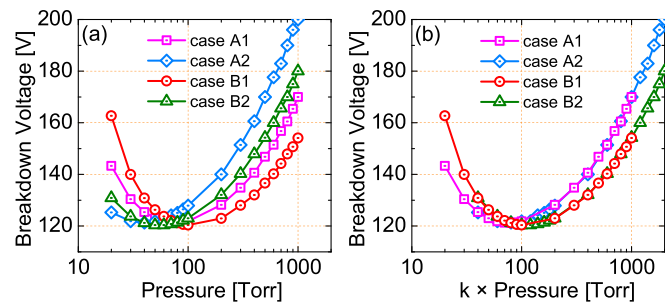 (a)
case A1
case A2
case B1
case B2
Breakdown Voltage [V]
200
180
160
140
120
10
100
1000
Pressure [Torr]
(b)
case A1
case A2
case B1
case B2
Breakdown Voltage [V]
200
180
160
140
120
10
100
1000
k × Pressure [Torr]